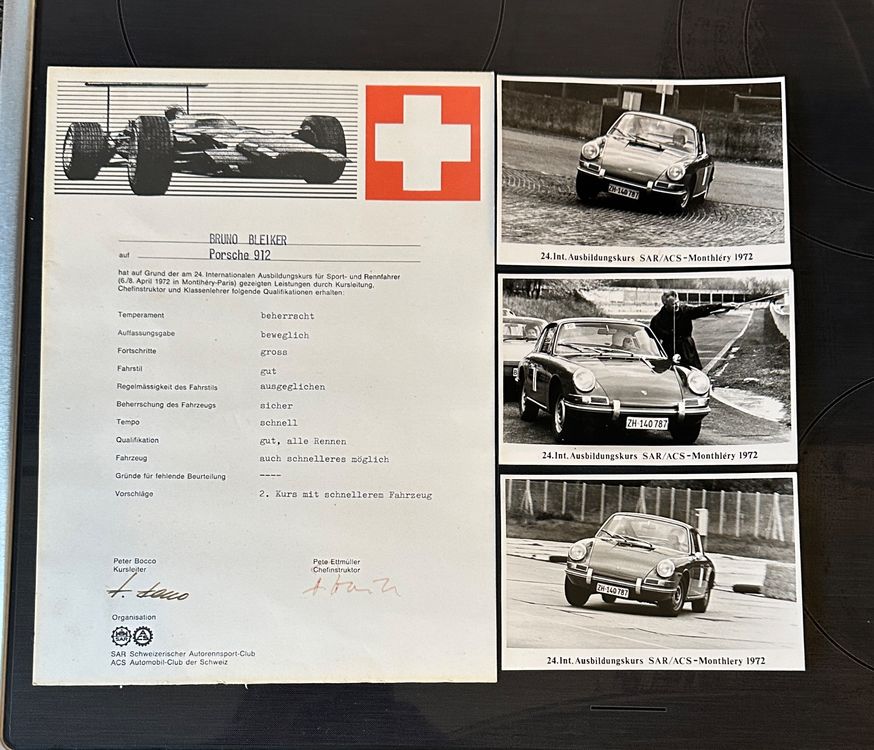 BRUNO BLEIKER
auf Porsche 912
hat auf Grund der am 24. Internationalen Ausbildungskurs für Sport- und Rennfahrer
(6./8. April 1972 in Montlhéry-Paris) gezeigten Leistungen durch Kursleitung,
Chefinstruktor und Klassenlehrer folgende Qualifikationen erhalten:
Temperament beherrscht
Auffassungsgabe beweglich
Fortschritte gross
Fahrstil gut
Regelmässigkeit des Fahrstils ausgeglichen
Beherrschung des Fahrzeugs sicher
Tempo schnell
Qualifikation gut, alle Rennen
Fahrzeug auch schnelleres möglich
Gründe für fehlende Beurteilung ----
Vorschläge 2. Kurs mit schnellerem Fahrzeug
Peter Bocco
Kursleiter
Pete Ettmüller
Chefinstruktor
Organisation
SAR
ACS
SAR Schweizerischer Autorennsport-Club
ACS Automobil-Club der Schweiz
ZH·140 787
24. Int. Ausbildungskurs SAR/ACS-Monthléry 1972
ZH·140 787
24. Int. Ausbildungskurs SAR/ACS-Monthléry 1972
ZH·140 787
24. Int. Ausbildungskurs SAR/ACS-Monthléry 1972